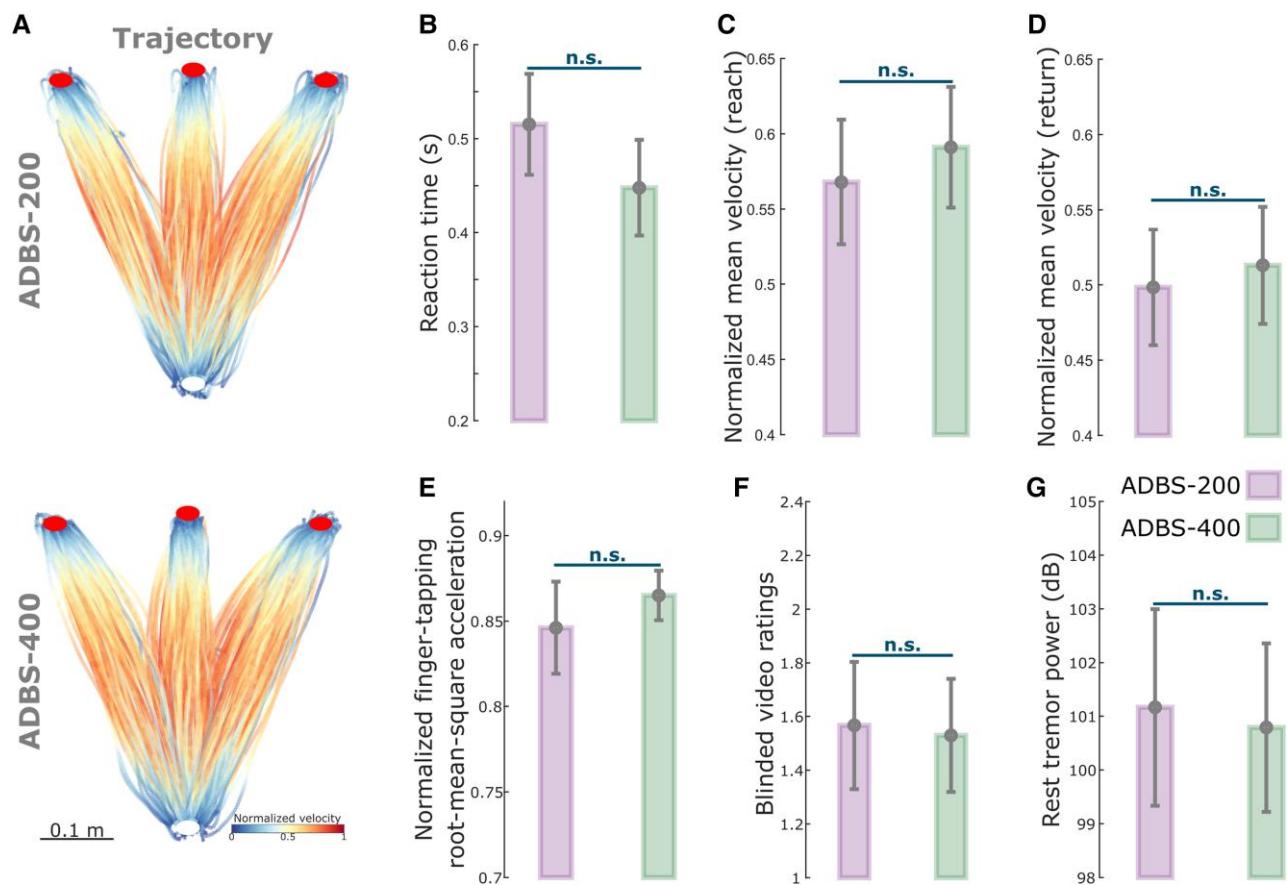 A
Trajectory
ADBS-200
ADBS-400
0.1 m
Normalized velocity
0
0.5
1
B
n.s.
Reaction time (s)
0.6
0.5
0.4
0.3
0.2
C
n.s.
Normalized mean velocity (reach)
0.65
0.6
0.55
0.5
0.45
0.4
D
n.s.
Normalized mean velocity (return)
0.65
0.6
0.55
0.5
0.45
0.4
E
n.s.
Normalized finger-tapping
root-mean-square acceleration
0.9
0.85
0.8
0.75
0.7
F
n.s.
Blinded video ratings
2.4
2.2
2
1.8
1.6
1.4
1.2
1
ADBS-200
ADBS-400
G
n.s.
Rest tremor power (dB)
105
104
103
102
101
100
99
98